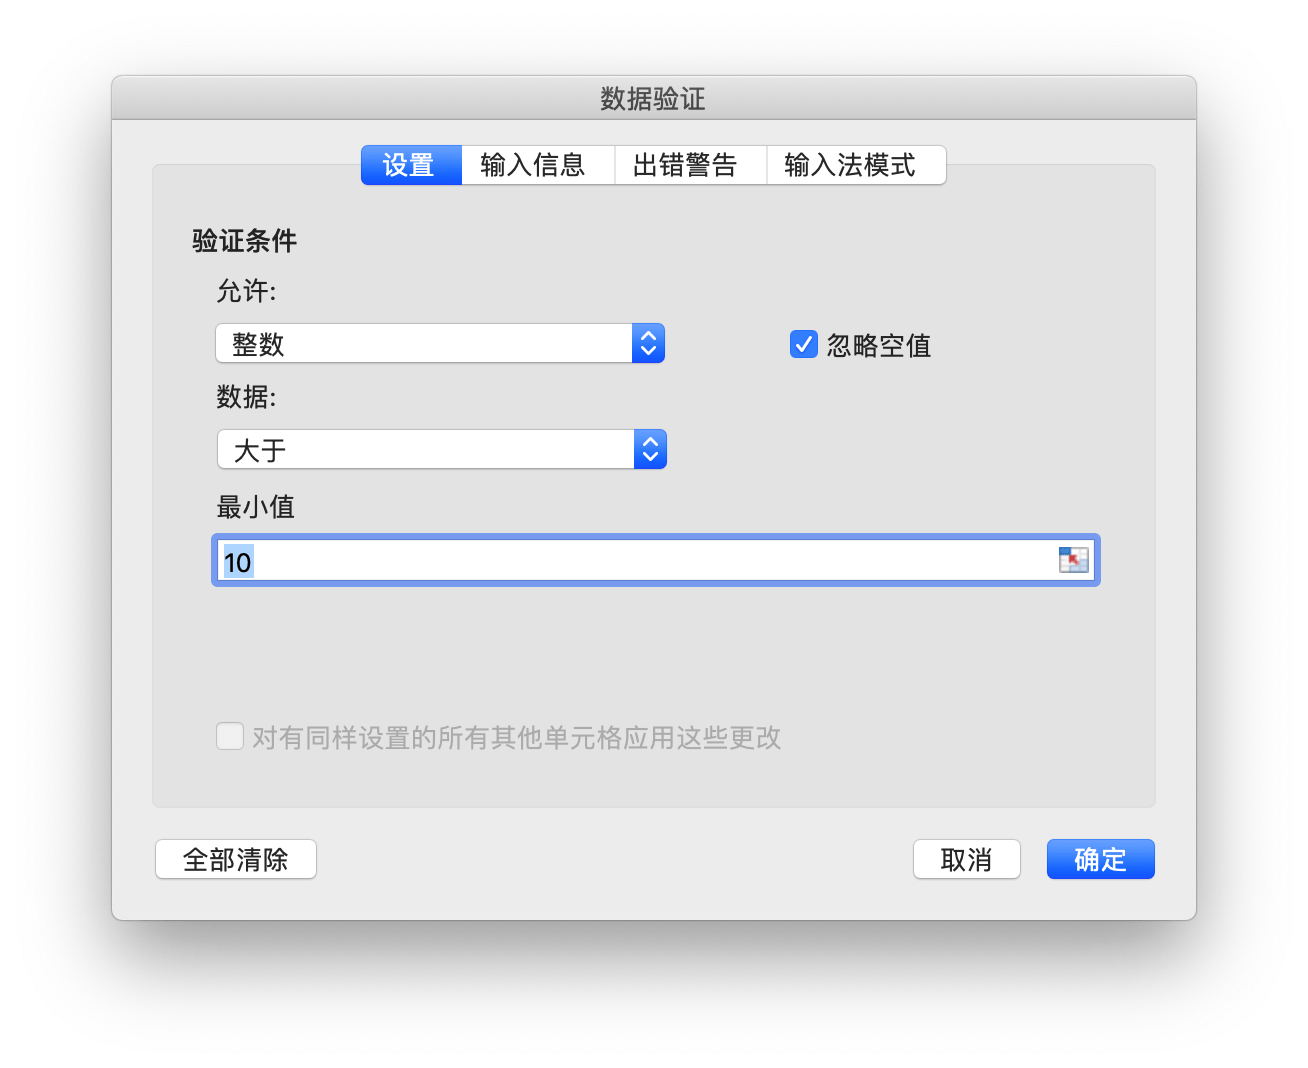 数据验证
设置 输入信息 出错警告 输入法模式
验证条件
允许:
整数 忽略空值
数据:
大于
最小值
10
对有同样设置的所有其他单元格应用这些更改
全部清除 取消 确定